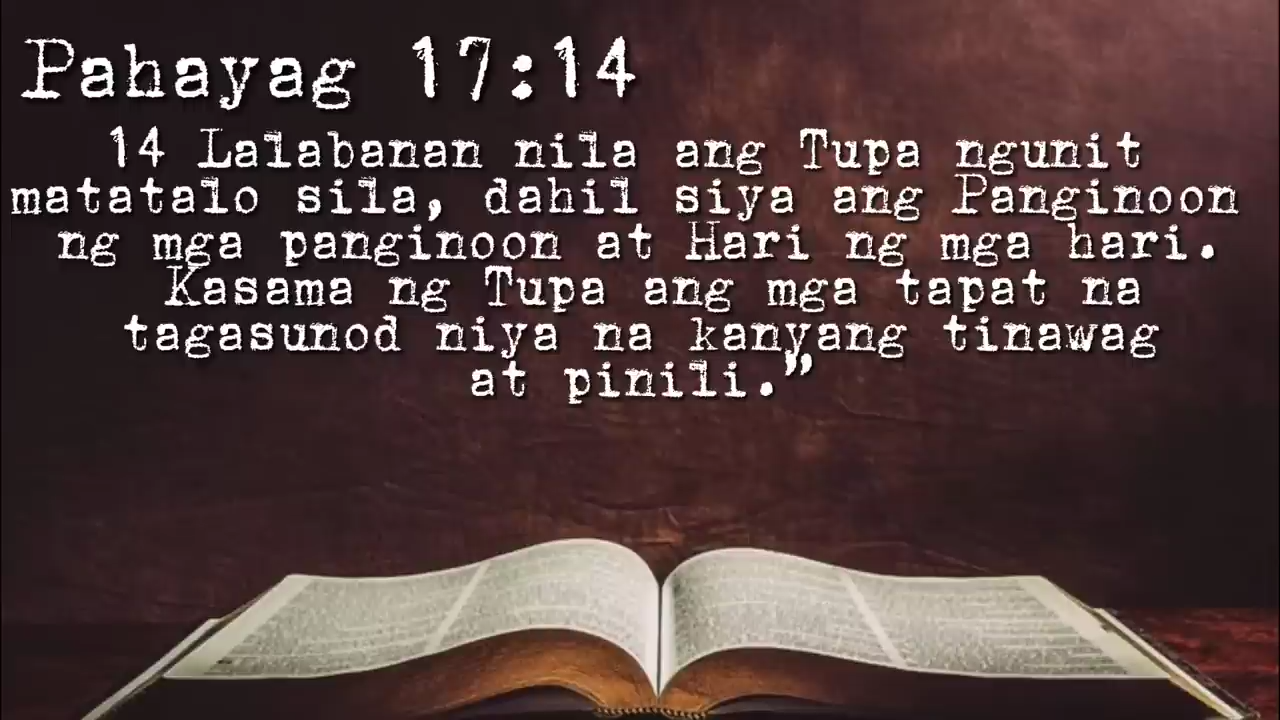 Pahayag 17:14
14 Lalabanan nila ang Tupa ngunit
matatalo sila, dahil siya ang Panginoon
ng mga panginoon at Hari ng mga hari.
Kasama ng Tupa ang mga tapat na
tagasunod niya na kanyang tinawag
at pinili.”